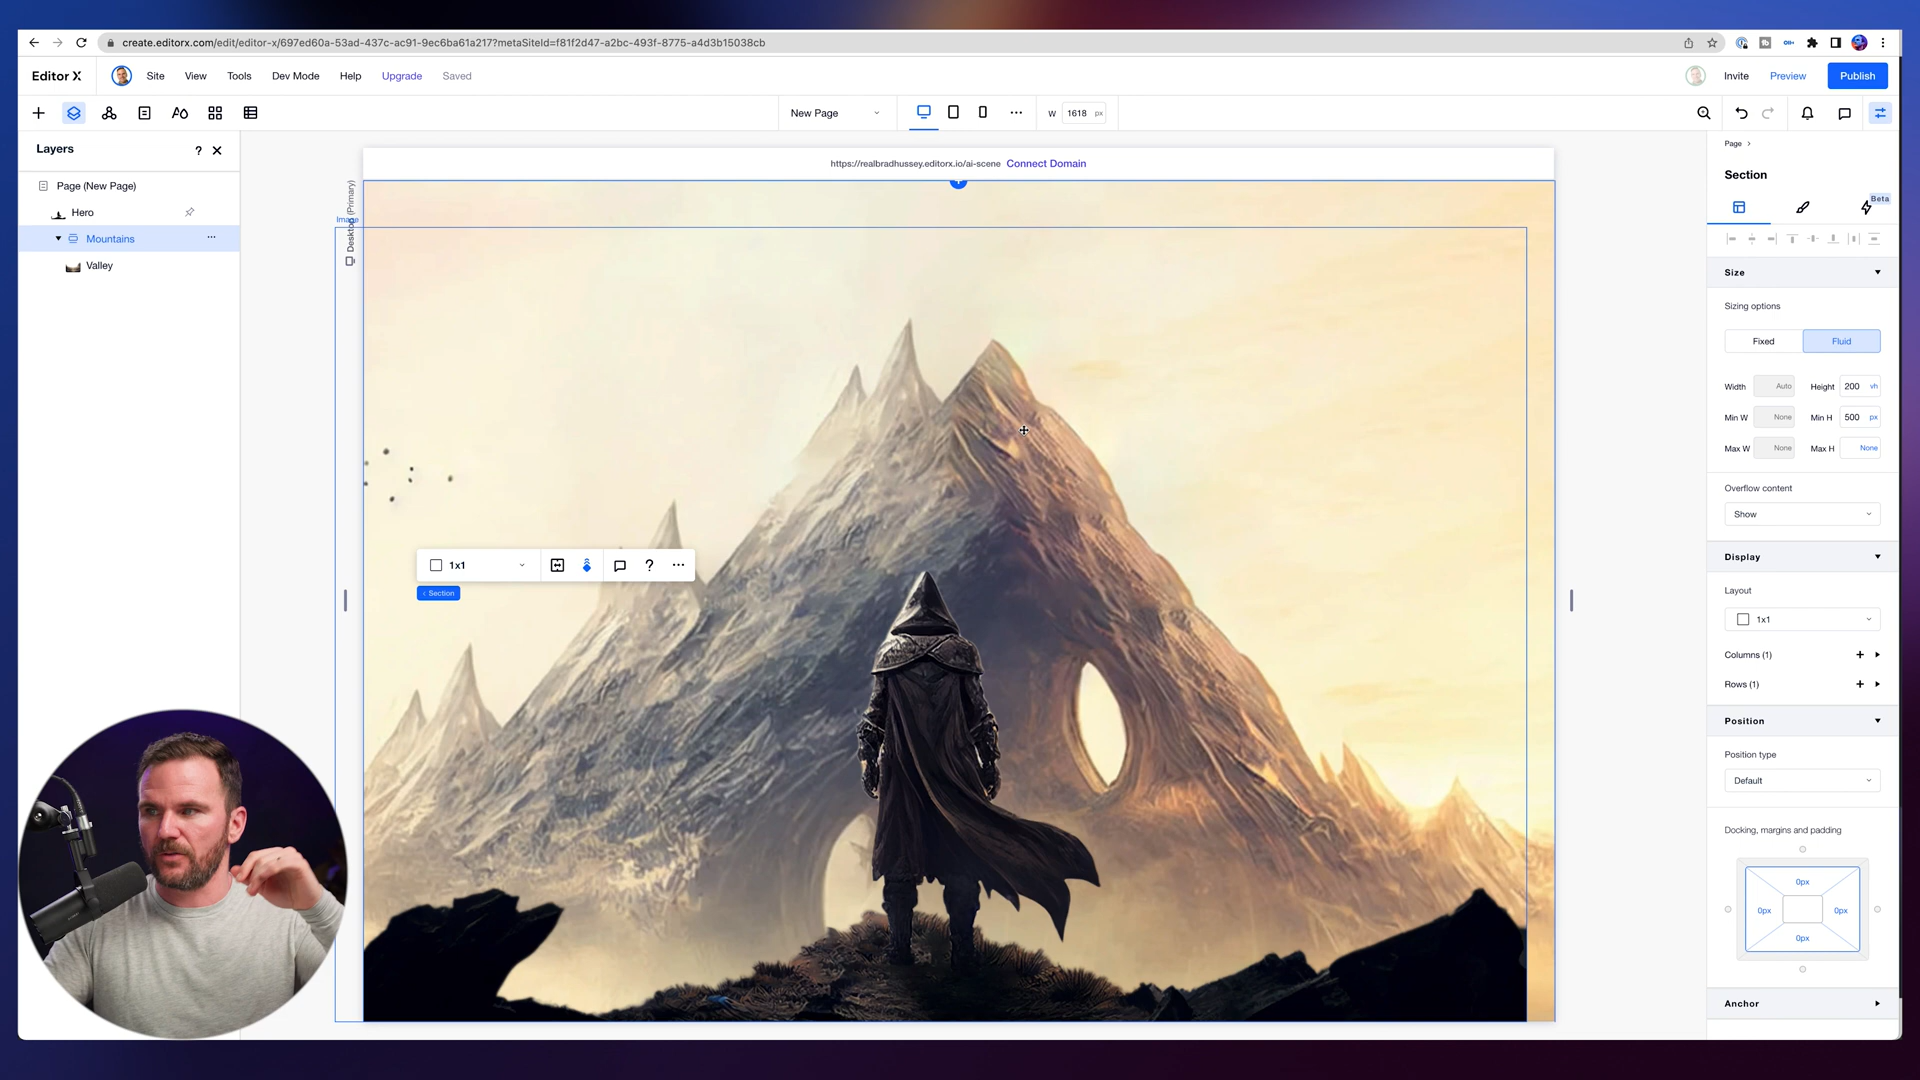 create.editorx.com/edit/editor-x/697ed60a-53ad-437c-ac91-9ec6ba61a217?metaSiteId=f81f2d47-a2bc-493f-8775-a4d3b15038cb
Editor X
Site
View
Tools
Dev Mode
Help
Upgrade
Saved
Invite
Preview
Publish
New Page
W
1618
px
Layers
?
Page (New Page)
Hero
Mountains
Valley
https://realbradhussey.editorx.io/ai-scene Connect Domain
Desktop (Primary)
Image
1x1
?
< Section
Page >
Section
Beta
Size
Sizing options
Fixed
Fluid
Width
Auto
Height
200
vh
Min W
None
Min H
500
px
Max W
None
Max H
None
Overflow content
Show
Display
Layout
1x1
Columns (1)
Rows (1)
Position
Position type
Default
Docking, margins and padding
0px
0px
0px
0px
Anchor